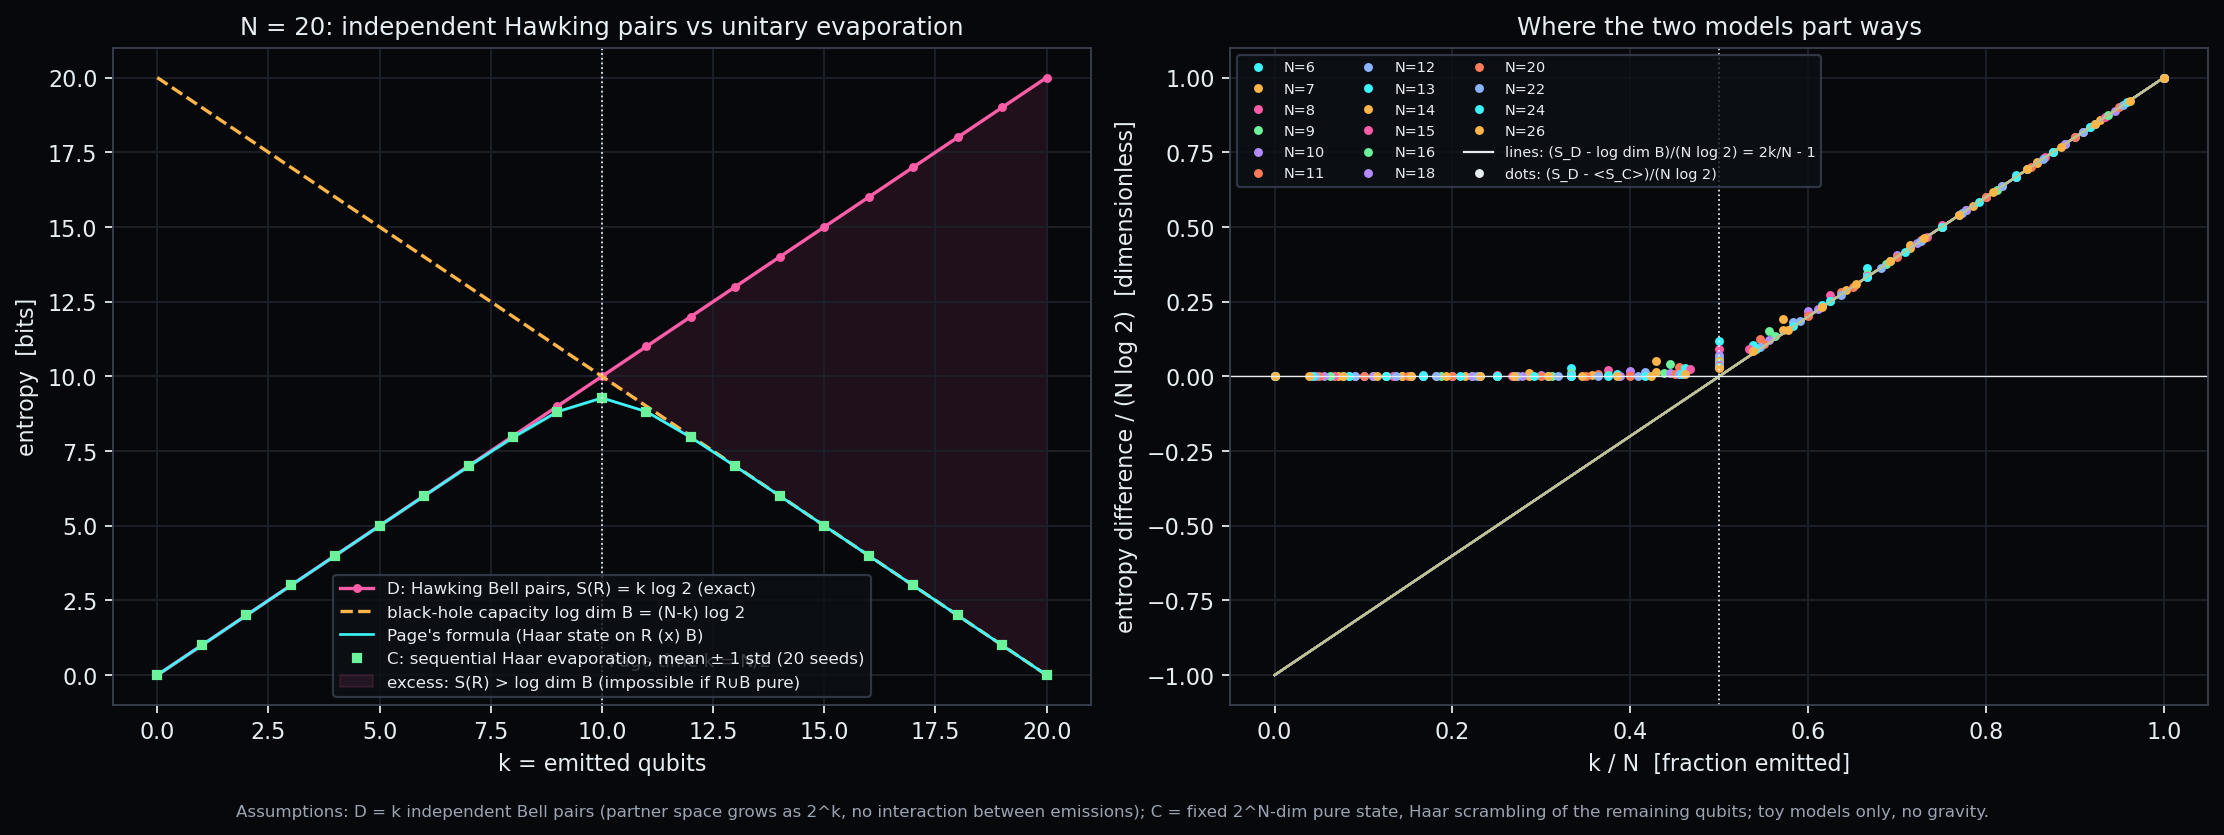 N = 20: independent Hawking pairs vs unitary evaporation
entropy [bits]
20.0
17.5
15.0
12.5
10.0
7.5
5.0
2.5
0.0
D: Hawking Bell pairs, S(R) = k log 2 (exact)
black-hole capacity log dim B = (N-k) log 2
Page's formula (Haar state on R (x) B)
C: sequential Haar evaporation, mean ± 1 std (20 seeds)
excess: S(R) > log dim B (impossible if R∪B pure)
0.0 2.5 5.0 7.5 10.0 12.5 15.0 17.5 20.0
k = emitted qubits
Where the two models part ways
entropy difference / (N log 2) [dimensionless]
1.00
0.75
0.50
0.25
0.00
−0.25
−0.50
−0.75
−1.00
N=6
N=7
N=8
N=9
N=10
N=11
N=12
N=13
N=14
N=15
N=16
N=18
N=20
N=22
N=24
N=26
lines: (S_D - log dim B)/(N log 2) = 2k/N - 1
dots: (S_D - <S_C>)/(N log 2)
0.0 0.2 0.4 0.6 0.8 1.0
k / N [fraction emitted]
Assumptions: D = k independent Bell pairs (partner space grows as 2^k, no interaction between emissions); C = fixed 2^N-dim pure state, Haar scrambling of the remaining qubits; toy models only, no gravity.